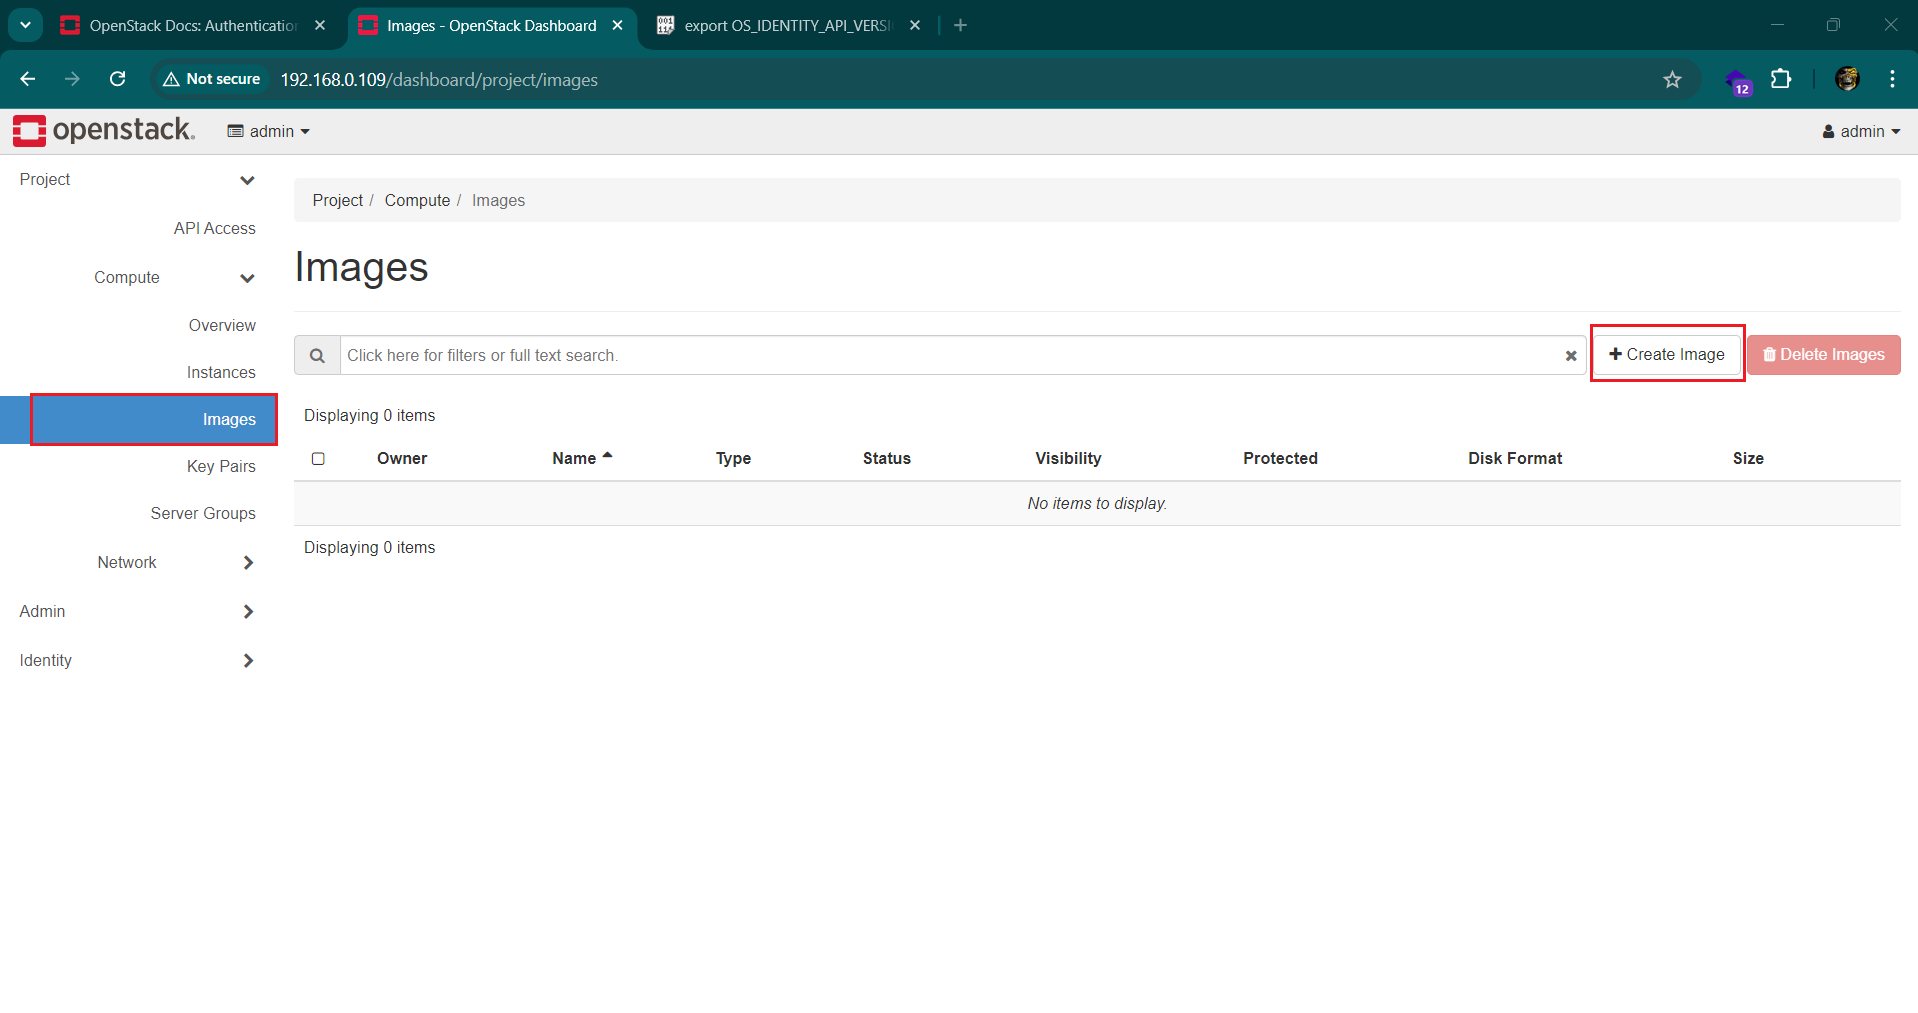 OpenStack Docs: Authentication
Images - OpenStack Dashboard
export OS_IDENTITY_API_VERSI
Not secure
192.168.0.109/dashboard/project/images
12
openstack.
admin
admin
Project
API Access
Compute
Overview
Instances
Images
Key Pairs
Server Groups
Network
Admin
Identity
Project / Compute / Images
Images
Click here for filters or full text search.
Create Image
Delete Images
Displaying 0 items
Owner Name Type Status Visibility Protected Disk Format Size
No items to display.
Displaying 0 items